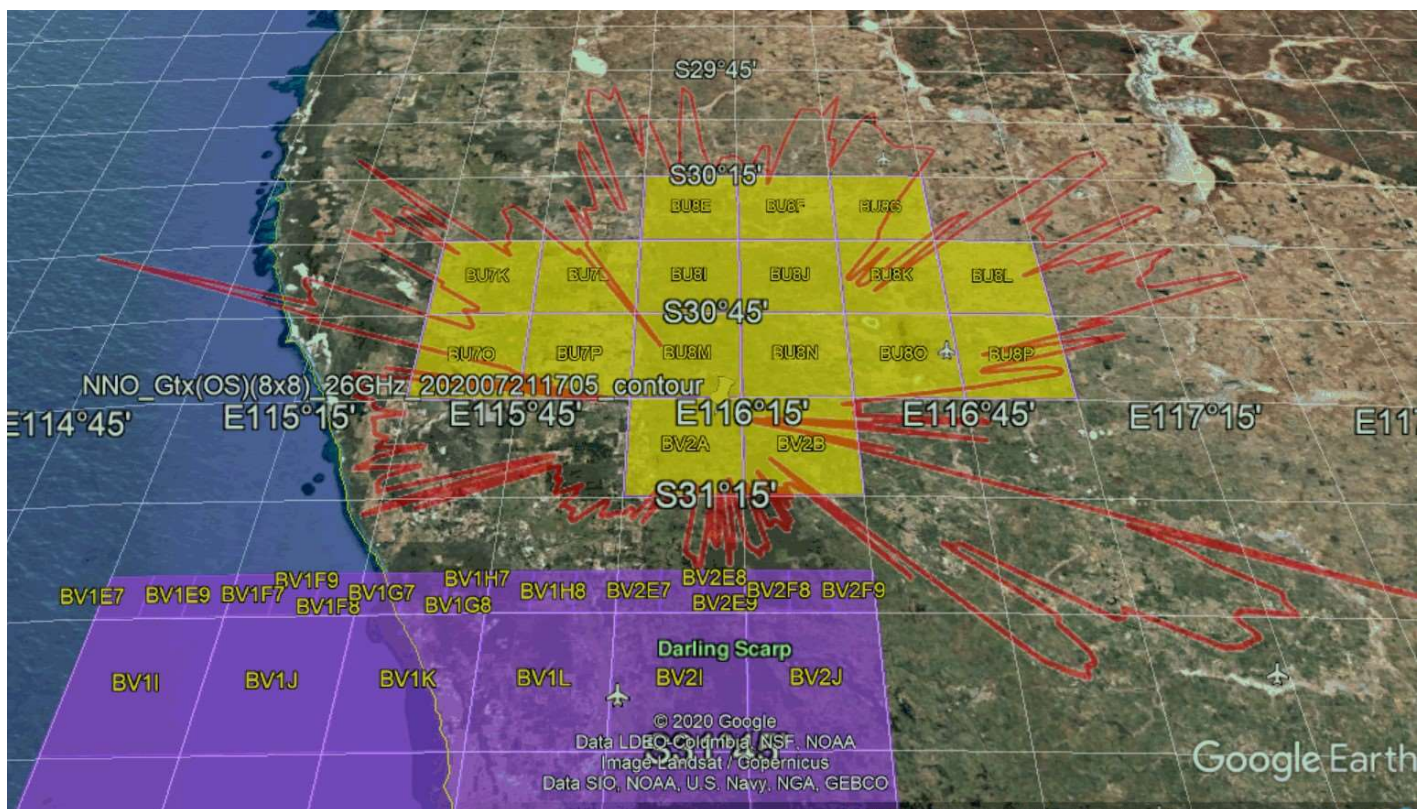 S29°45'
S30°15'
BU8E BU8F BU8G
BU7K BU7L BU8I BU8J BU8K BU8L
S30°45'
BU7O BU7P BU8M BU8N BU8O BU8P
NNO_Gtx(OS)(8x8)_26GHz_202007211705_contour
E114°45' E115°15' E115°45' E116°15' E116°45' E117°15'
BV2A BV2B
S31°15'
BV1E7 BV1E9 BV1F7 BV1F9 BV1F8 BV1G7 BV1H7 BV1G8 BV1H8 BV2E7 BV2E8 BV2E9 BV2F8 BV2F9
Darling Scarp
BV1I BV1J BV1K BV1L BV2I BV2J
© 2020 Google
Data LDEO-Columbia, NSF, NOAA
S31°45'
Image Landsat / Copernicus
Data SIO, NOAA, U.S. Navy, NGA, GEBCO
Google Earth